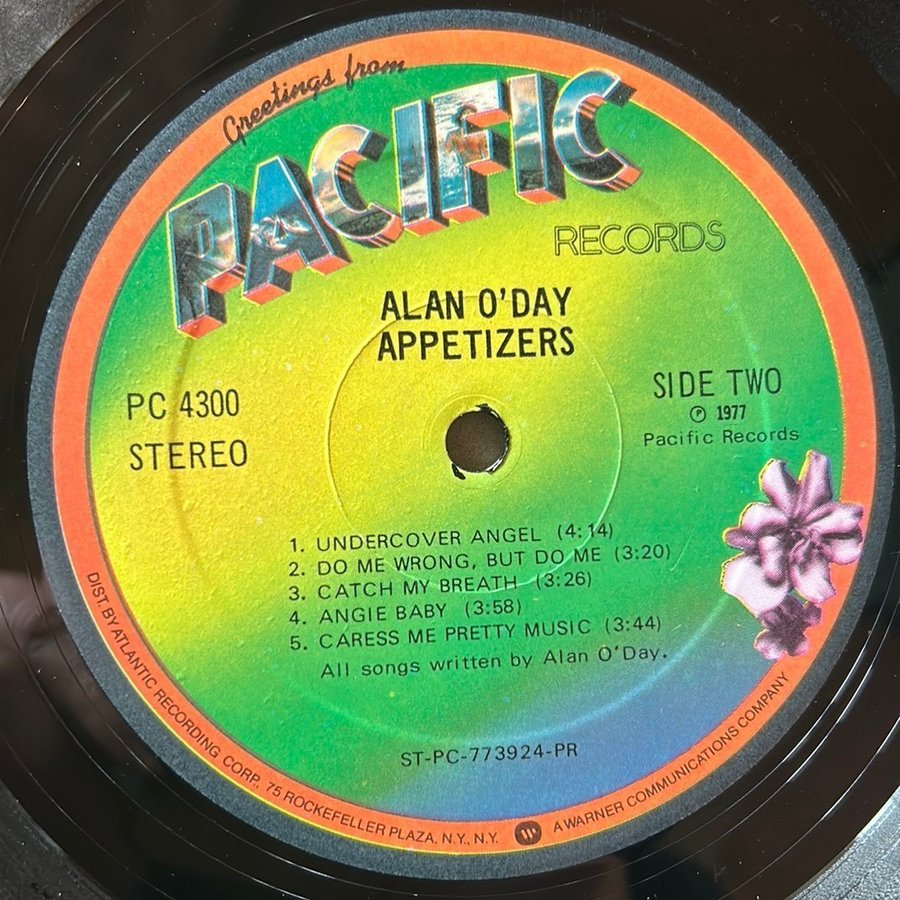 Greetings from
PACIFIC
RECORDS
ALAN O'DAY
APPETIZERS
PC 4300
STEREO
SIDE TWO
℗ 1977
Pacific Records
1. UNDERCOVER ANGEL (4:14)
2. DO ME WRONG, BUT DO ME (3:20)
3. CATCH MY BREATH (3:26)
4. ANGIE BABY (3:58)
5. CARESS ME PRETTY MUSIC (3:44)
All songs written by Alan O'Day.
ST-PC-773924-PR
DIST. BY ATLANTIC RECORDING CORP., 75 ROCKEFELLER PLAZA, N.Y., N.Y. W A WARNER COMMUNICATIONS COMPANY